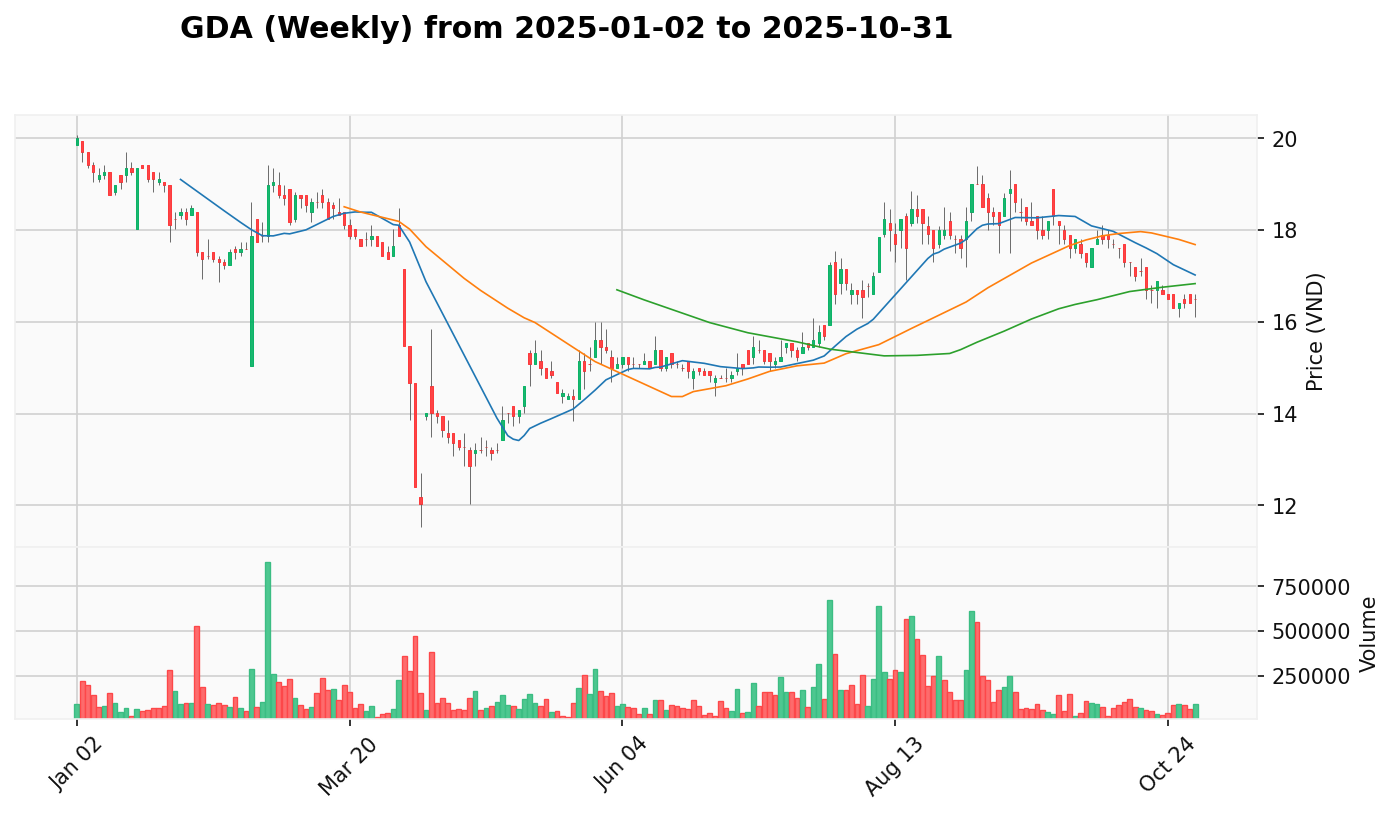 GDA (Weekly) from 2025-01-02 to 2025-10-31
20
18
16
14
12
Price (VND)
750000
500000
250000
Volume
Jan 02
Mar 20
Jun 04
Aug 13
Oct 24